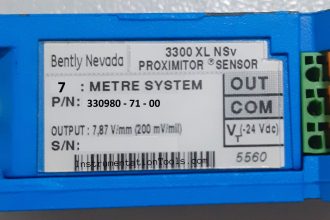 Bently Nevada
3300 XL NSv
PROXIMITOR ® SENSOR
7 : METRE SYSTEM
P/N: 330980 - 71 - 00
OUTPUT : 7,87 V/mm (200 mV/mil)
S/N:
InstrumentationTools.com
OUT
COM
VT (-24 Vdc)
5560